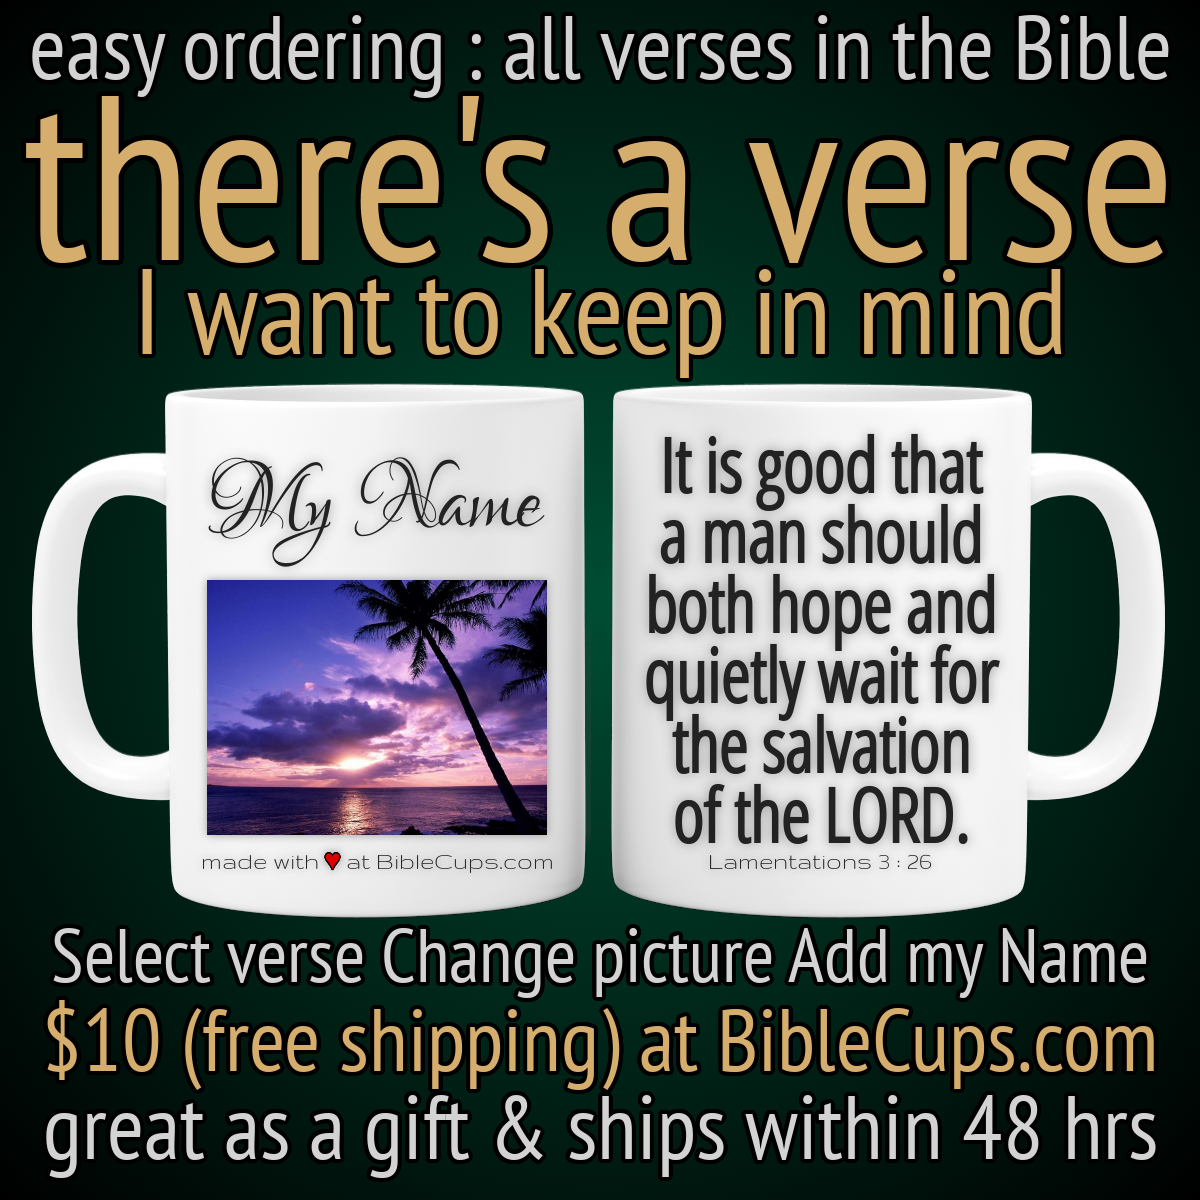 easy ordering : all verses in the Bible
there's a verse
I want to keep in mind
My Name
made with at BibleCups.com
It is good that
a man should
both hope and
quietly wait for
the salvation
of the LORD.
Lamentations 3 : 26
Select verse Change picture Add my Name
$10 (free shipping) at BibleCups.com
great as a gift & ships within 48 hrs